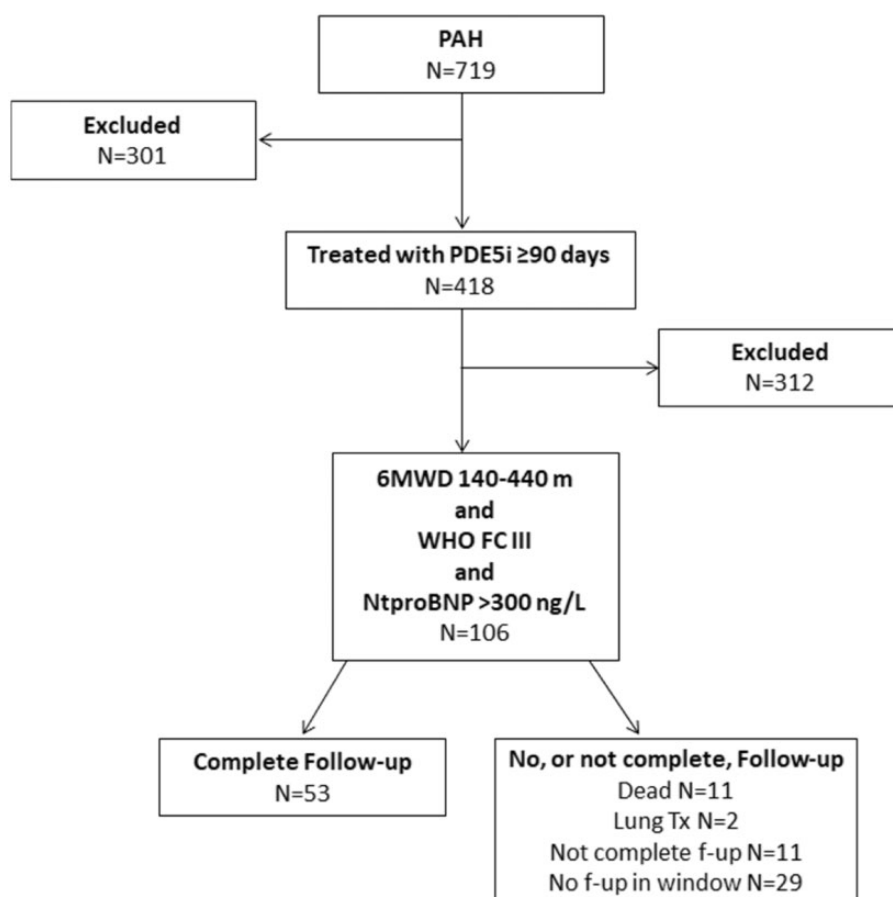 PAH
N=719
Excluded
N=301
Treated with PDE5i ≥90 days
N=418
Excluded
N=312
6MWD 140-440 m
and
WHO FC III
and
NtproBNP >300 ng/L
N=106
Complete Follow-up
N=53
No, or not complete, Follow-up
Dead N=11
Lung Tx N=2
Not complete f-up N=11
No f-up in window N=29